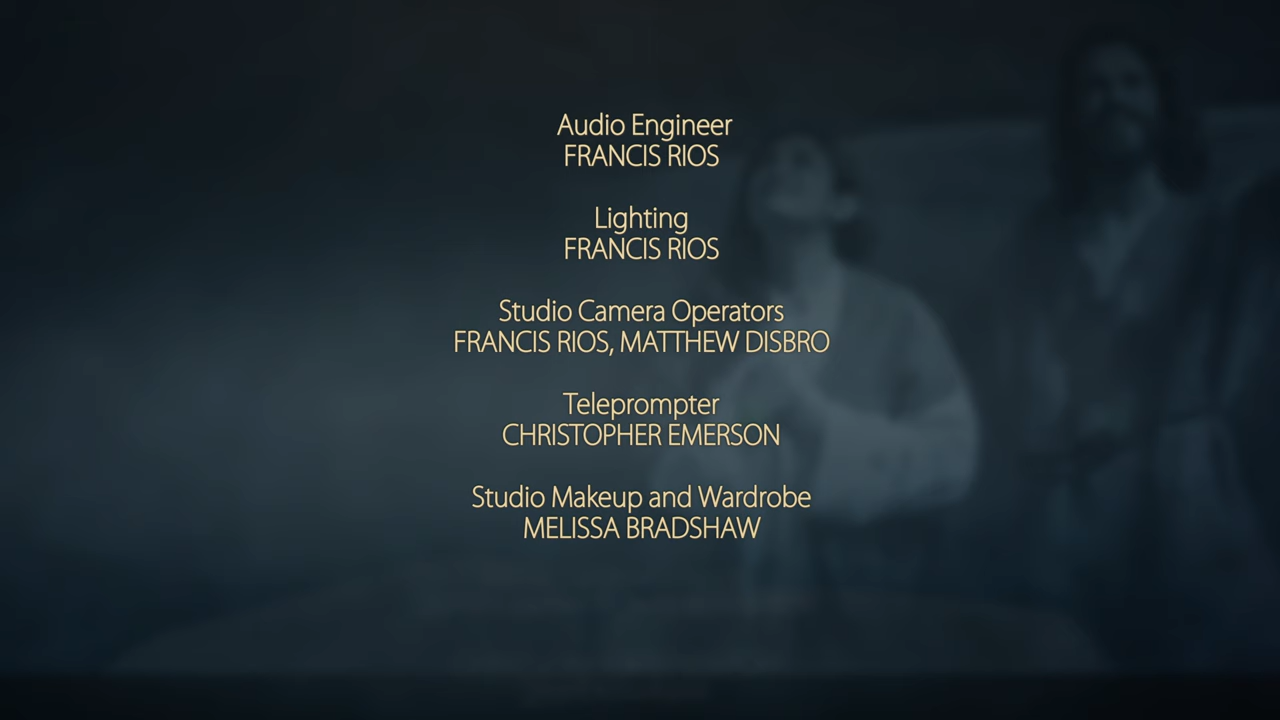 Audio Engineer
FRANCIS RIOS
Lighting
FRANCIS RIOS
Studio Camera Operators
FRANCIS RIOS, MATTHEW DISBRO
Teleprompter
CHRISTOPHER EMERSON
Studio Makeup and Wardrobe
MELISSA BRADSHAW